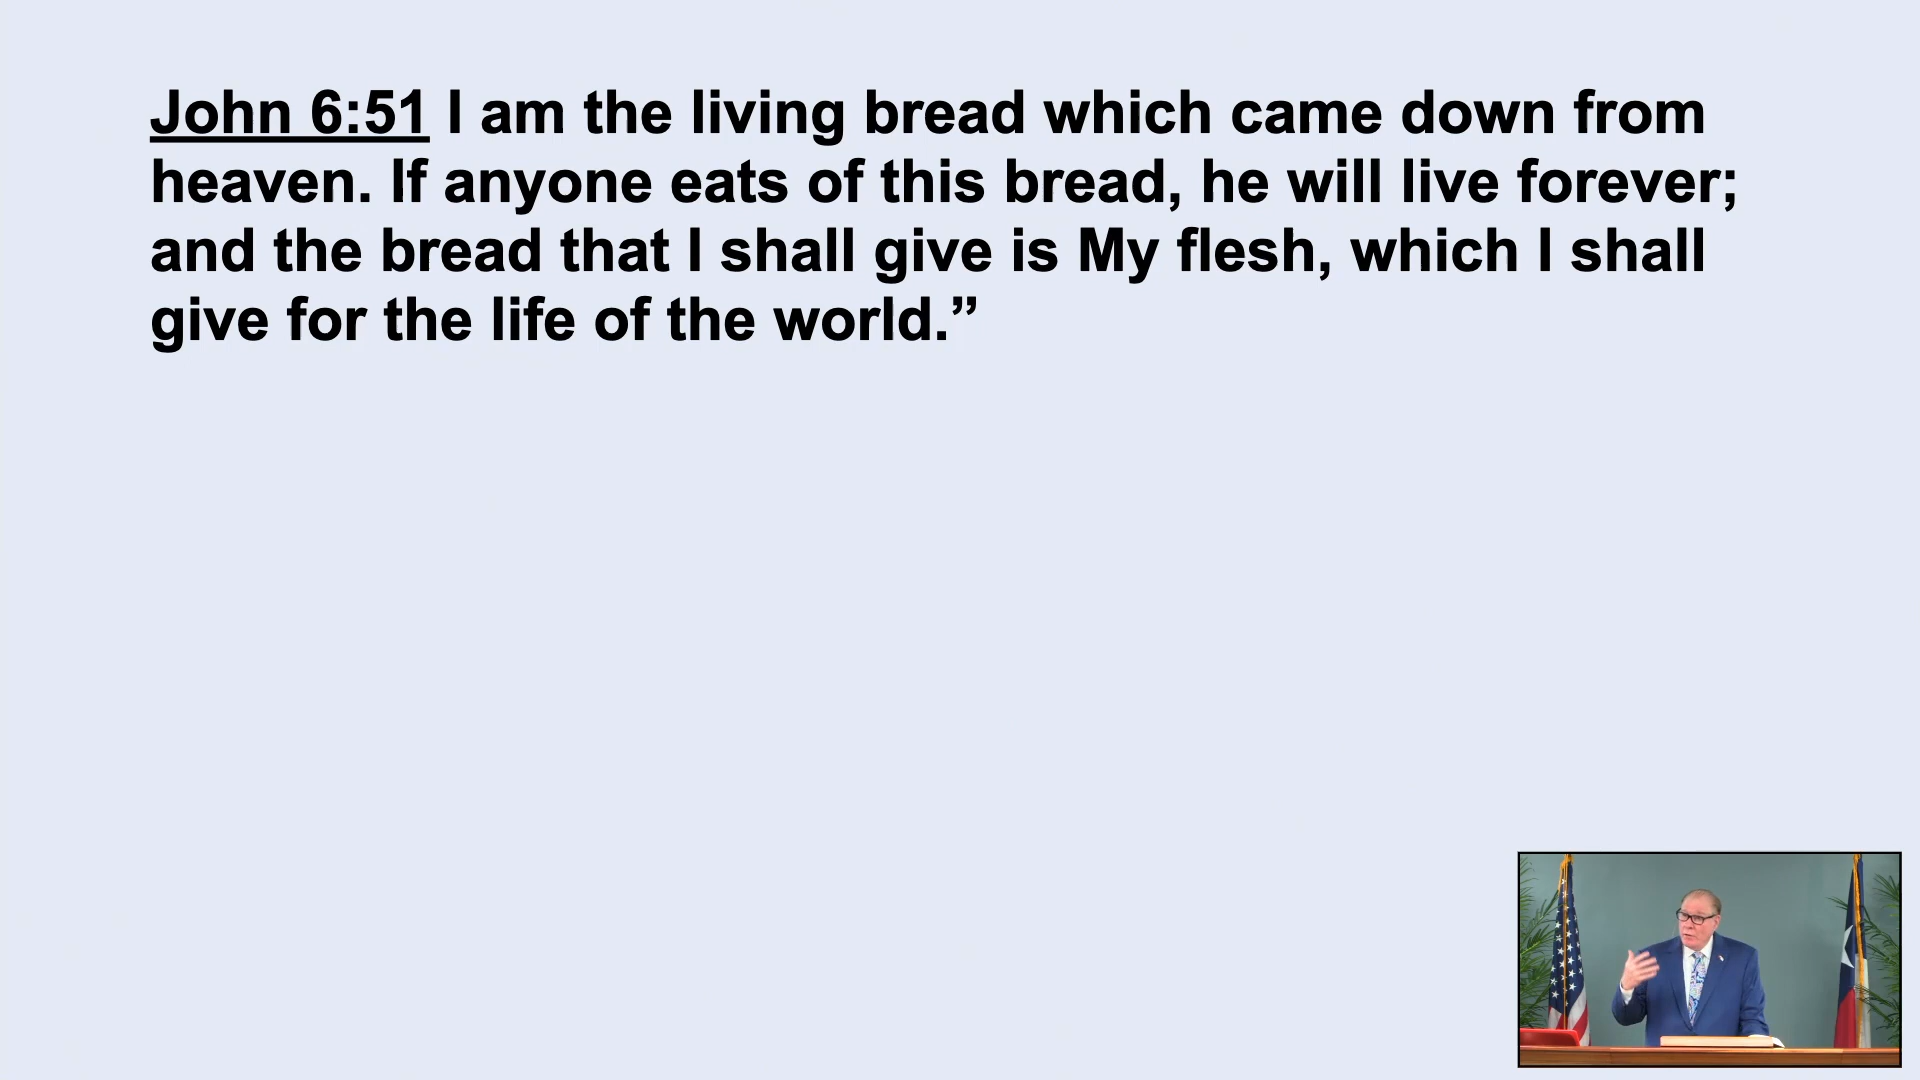 John 6:51 I am the living bread which came down from
heaven. If anyone eats of this bread, he will live forever;
and the bread that I shall give is My flesh, which I shall
give for the life of the world.”